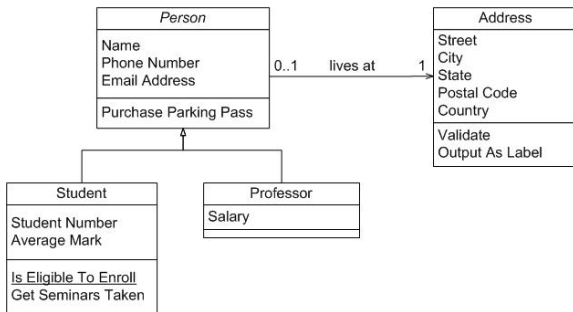 Person
Name
Phone Number
Email Address
Purchase Parking Pass
0..1 lives at 1
Address
Street
City
State
Postal Code
Country
Validate
Output As Label
Student
Student Number
Average Mark
Is Eligible To Enroll
Get Seminars Taken
Professor
Salary